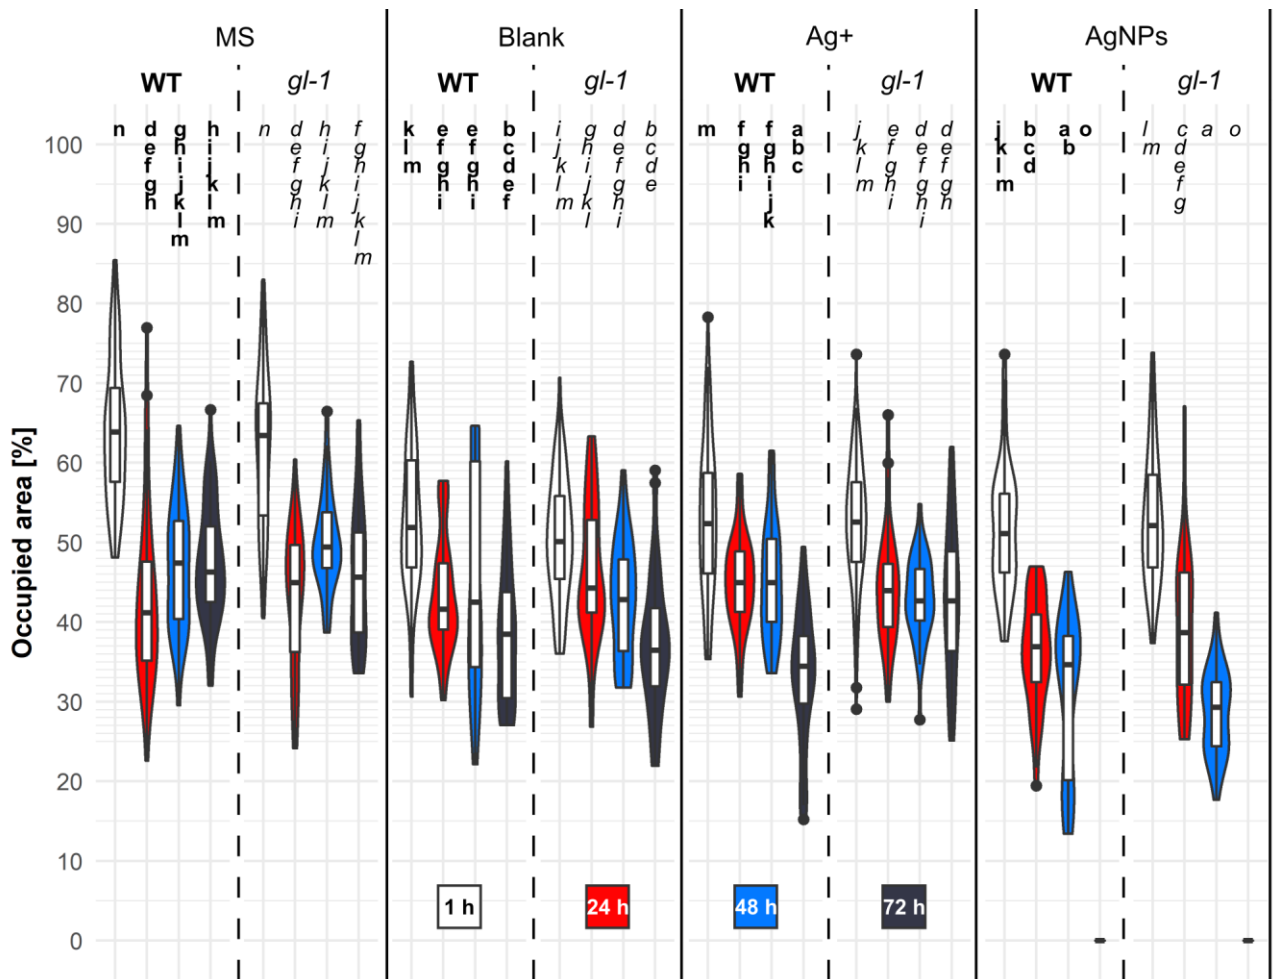 MS Blank Ag+ AgNPs
WT gl-1 WT gl-1 WT gl-1 WT gl-1
n d g h n d h f k e e b i g d b m f f a j e d d j b a o l c a o
e h i e i g l f f c j h e c g g b k f e e k c b m d
f i j f j h m g g d k i f d h h c l g f f l d e
g j k g k i h h e l j g e i i m h g g m f
h k l h l j i i f m k h j i h h g
l m i m k l i k i
m l
m
100
90
80
70
60
50
40
30
20
10
0
Occupied area [%]
1 h 24 h 48 h 72 h